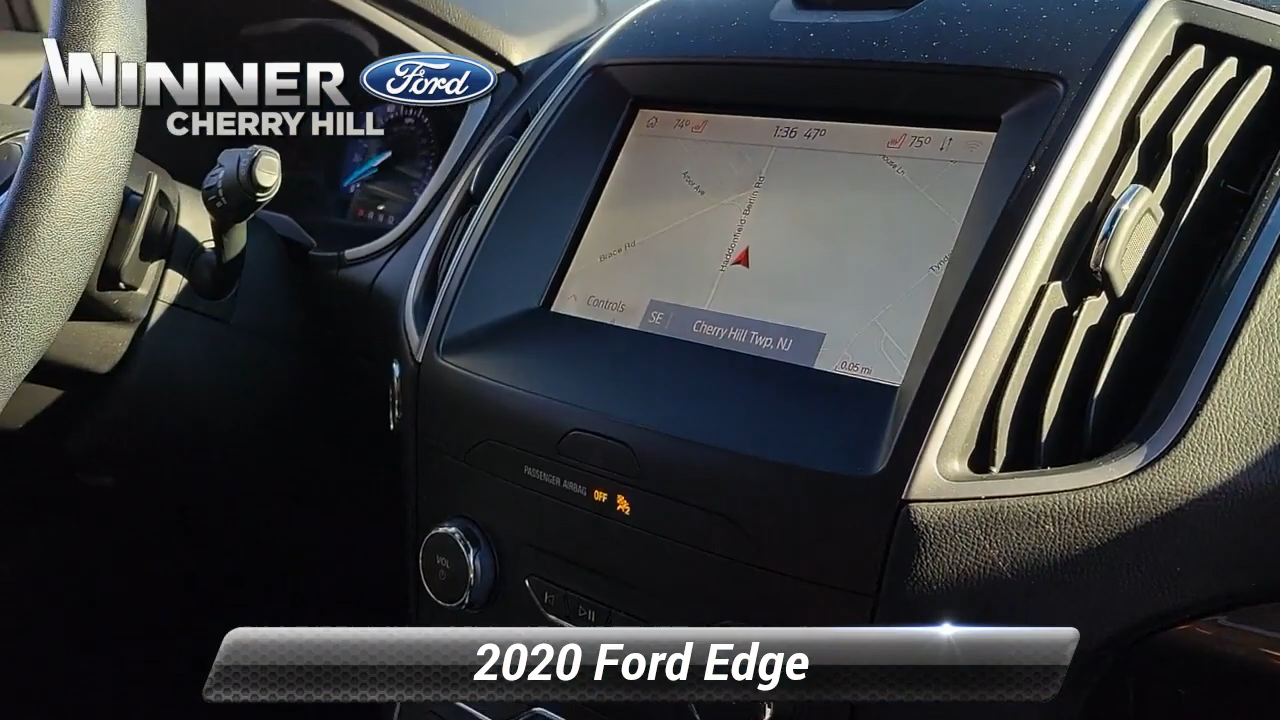 WINNER Ford
CHERRY HILL
74° 1:36 47° 75°
Arbor Ave
Haddonfield-Berlin Rd
Brace Rd
Controls
SE Cherry Hill Twp, NJ
0.05 mi
PASSENGER AIRBAG OFF
VOL
2020 Ford Edge